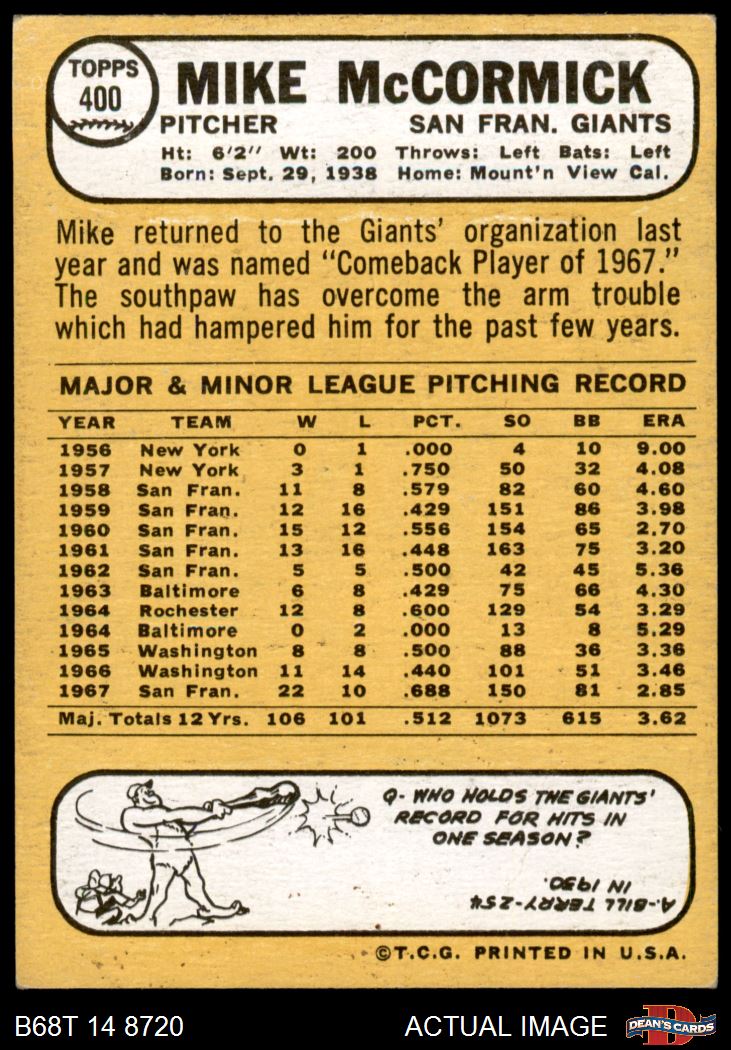 TOPPS
400
MIKE McCORMICK
PITCHER SAN FRAN. GIANTS
Ht: 6'2" Wt: 200 Throws: Left Bats: Left
Born: Sept. 29, 1938 Home: Mount'n View Cal.
Mike returned to the Giants' organization last
year and was named "Comeback Player of 1967."
The southpaw has overcome the arm trouble
which had hampered him for the past few years.
MAJOR & MINOR LEAGUE PITCHING RECORD
YEAR TEAM W L PCT. SO BB ERA
1956 New York 0 1 .000 4 10 9.00
1957 New York 3 1 .750 50 32 4.08
1958 San Fran. 11 8 .579 82 60 4.60
1959 San Fran. 12 16 .429 151 86 3.98
1960 San Fran. 15 12 .556 154 65 2.70
1961 San Fran. 13 16 .448 163 75 3.20
1962 San Fran. 5 5 .500 42 45 5.36
1963 Baltimore 6 8 .429 75 66 4.30
1964 Rochester 12 8 .600 129 54 3.29
1964 Baltimore 0 2 .000 13 8 5.29
1965 Washington 8 8 .500 88 36 3.36
1966 Washington 11 14 .440 101 51 3.46
1967 San Fran. 22 10 .688 150 81 2.85
Maj. Totals 12 Yrs. 106 101 .512 1073 615 3.62
Q- WHO HOLDS THE GIANTS'
RECORD FOR HITS IN
ONE SEASON?
A.-BILL TERRY-254
IN 1930.
©T.C.G. PRINTED IN U.S.A.
B68T 14 8720 ACTUAL IMAGE DEAN'S CARDS